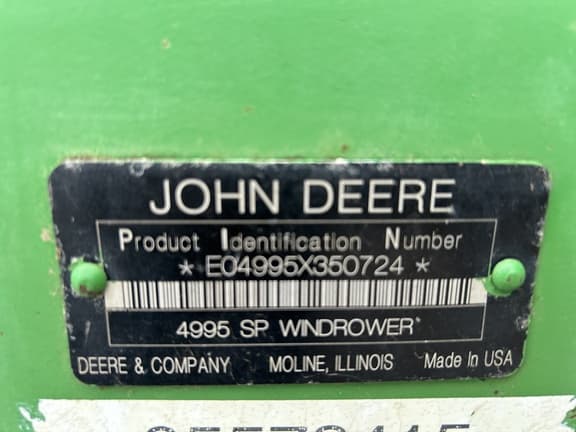 JOHN DEERE
Product Identification Number
* E04995X350724 *
4995 SP WINDROWER
DEERE & COMPANY MOLINE, ILLINOIS Made In USA